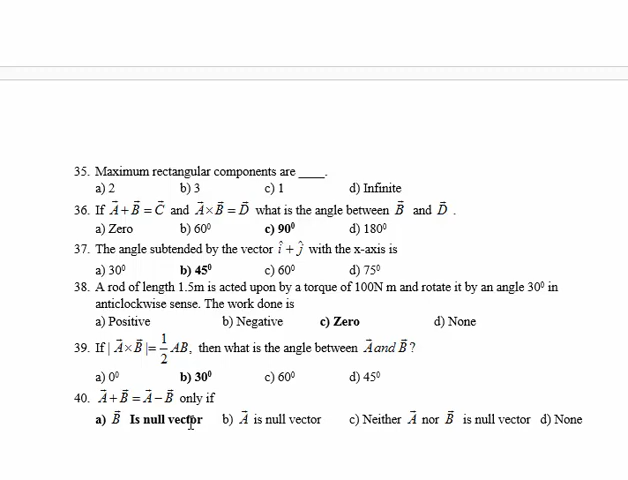 35. Maximum rectangular components are ____.
a) 2 b) 3 c) 1 d) Infinite
36. If A⃗ + B⃗ = C⃗ and A⃗ × B⃗ = D⃗ what is the angle between B⃗ and D⃗ .
a) Zero b) 60⁰ c) 90⁰ d) 180⁰
37. The angle subtended by the vector î + ĵ with the x-axis is
a) 30⁰ b) 45⁰ c) 60⁰ d) 75⁰
38. A rod of length 1.5m is acted upon by a torque of 100N m and rotate it by an angle 30⁰ in
anticlockwise sense. The work done is
a) Positive b) Negative c) Zero d) None
39. If | A⃗ × B⃗ |= 1/2 AB, then what is the angle between A⃗ and B⃗ ?
a) 0⁰ b) 30⁰ c) 60⁰ d) 45⁰
40. A⃗ + B⃗ = A⃗ − B⃗ only if
a) B⃗ Is null vector b) A⃗ is null vector c) Neither A⃗ nor B⃗ is null vector d) None